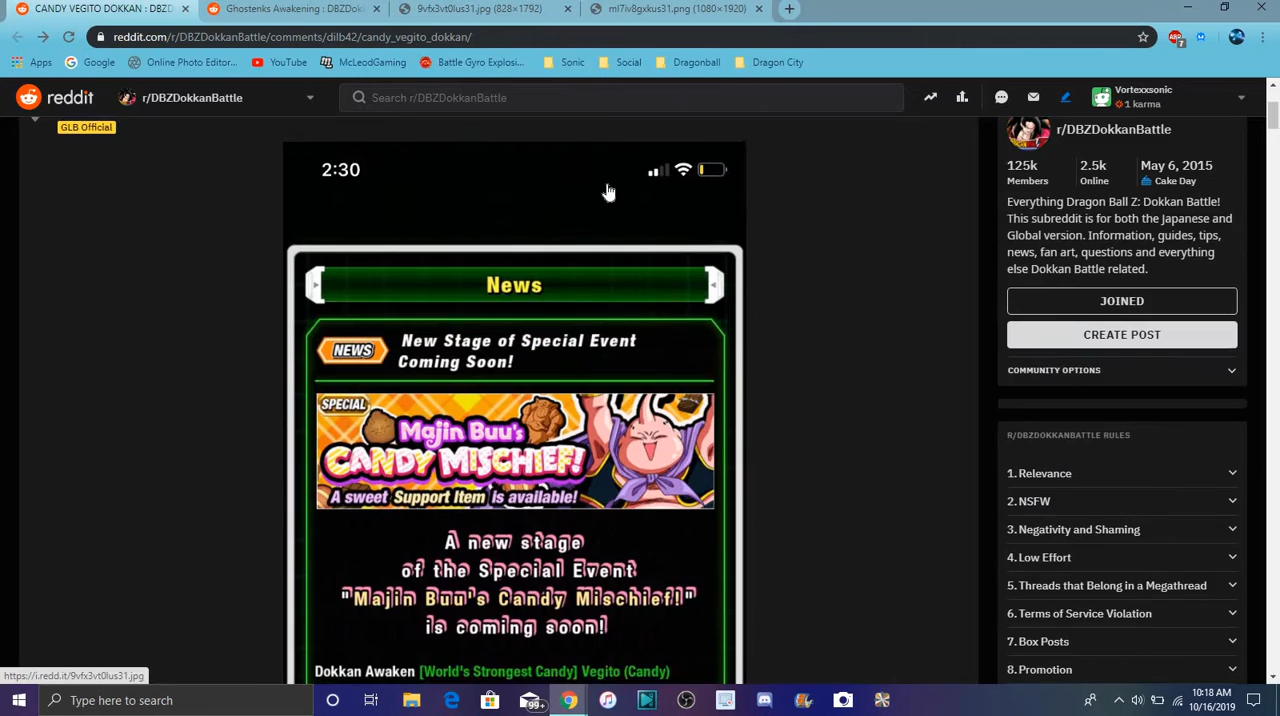 CANDY VEGITO DOKKAN : DBZD
Ghostenks Awakening : DBZDokk
9vfx3vt0lus31.jpg (828×1792)
ml7iv8gxkus31.png (1080×1920)
reddit.com/r/DBZDokkanBattle/comments/dilb42/candy_vegito_dokkan/
Apps
Google
Online Photo Editor...
YouTube
McLeodGaming
Battle Gyro Explosi...
Sonic
Social
Dragonball
Dragon City
reddit
r/DBZDokkanBattle
Search r/DBZDokkanBattle
Vortexxsonic
1 karma
GLB Official
2:30
News
NEWS
New Stage of Special Event
Coming Soon!
SPECIAL
Majin Buu's
CANDY MISCHIEF!
A sweet Support Item is available!
A new stage
of the Special Event
"Majin Buu's Candy Mischief!"
is coming soon!
Dokkan Awaken [World's Strongest Candy] Vegito (Candy)
r/DBZDokkanBattle
125k
2.5k
May 6, 2015
Members
Online
Cake Day
Everything Dragon Ball Z: Dokkan Battle!
This subreddit is for both the Japanese and
Global version. Information, guides, tips,
news, fan art, questions and everything
else Dokkan Battle related.
JOINED
CREATE POST
COMMUNITY OPTIONS
R/DBZDOKKANBATTLE RULES
1. Relevance
2. NSFW
3. Negativity and Shaming
4. Low Effort
5. Threads that Belong in a Megathread
6. Terms of Service Violation
7. Box Posts
8. Promotion
https://i.redd.it/9vfx3vt0lus31.jpg
Type here to search
99+
10:18 AM
10/16/2019